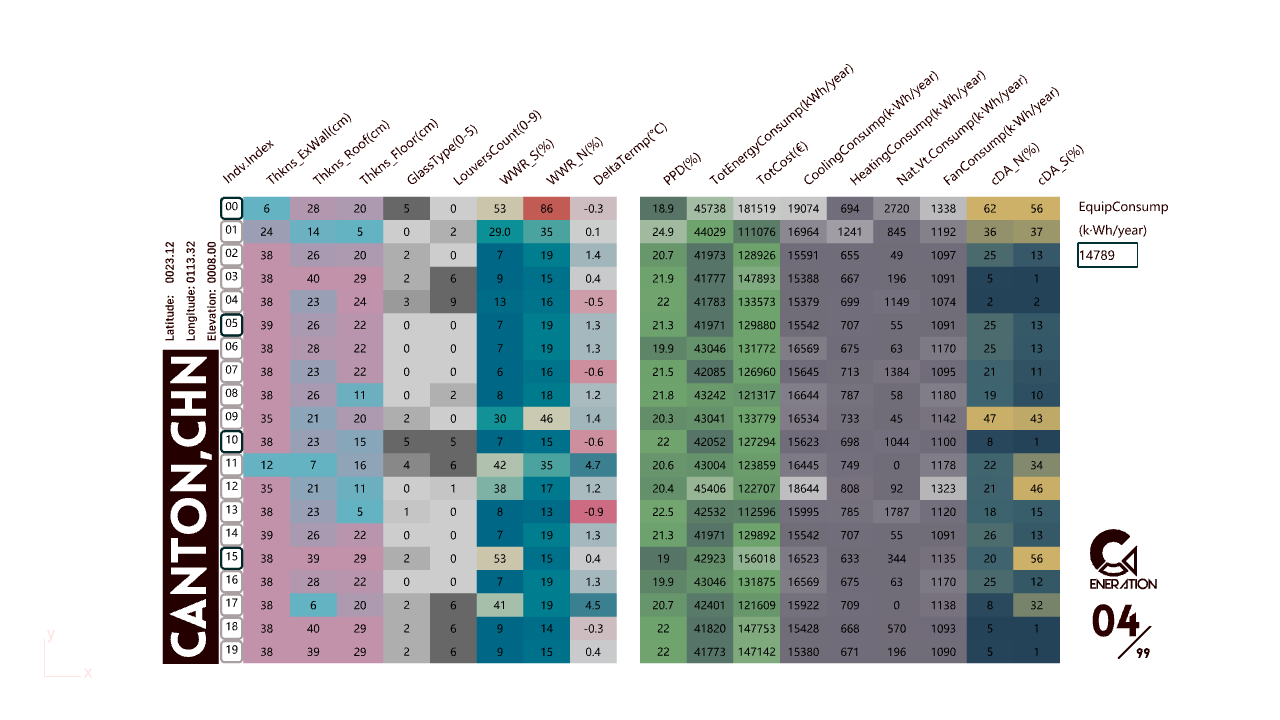 Indv.Index Thkns_ExWall(cm) Thkns_Roof(cm) Thkns_Floor(cm) GlassType(0-5) LouversCount(0-9) WWR_S(%) WWR_N(%) DeltaTermp(°C) PPD(%) TotEnergyConsump(kWh/year) TotCost(€) CoolingConsump(k·Wh/year) HeatingConsump(k·Wh/year) Nat.Vt.Consump(k·Wh/year) FanConsump(k·Wh/year) cDA_N(%) cDA_S(%)
00 6 28 20 5 0 53 86 -0.3 18.9 45738 181519 19074 694 2720 1338 62 56
01 24 14 5 0 2 29.0 35 0.1 24.9 44029 111076 16964 1241 845 1192 36 37
02 38 26 20 2 0 7 19 1.4 20.7 41973 128926 15591 655 49 1097 25 13
03 38 40 29 2 6 9 15 0.4 21.9 41777 147893 15388 667 196 1091 5 1
04 38 23 24 3 9 13 16 -0.5 22 41783 133573 15379 699 1149 1074 2 2
05 39 26 22 0 0 7 19 1.3 21.3 41971 129880 15542 707 55 1091 25 13
06 38 28 22 0 0 7 19 1.3 19.9 43046 131772 16569 675 63 1170 25 13
07 38 23 22 0 0 6 16 -0.6 21.5 42085 126960 15645 713 1384 1095 21 11
08 38 26 11 0 2 8 18 1.2 21.8 43242 121317 16644 787 58 1180 19 10
09 35 21 20 2 0 30 46 1.4 20.3 43041 133779 16534 733 45 1142 47 43
10 38 23 15 5 5 7 15 -0.6 22 42052 127294 15623 698 1044 1100 8 1
11 12 7 16 4 6 42 35 4.7 20.6 43004 123859 16445 749 0 1178 22 34
12 35 21 11 0 1 38 17 1.2 20.4 45406 122707 18644 808 92 1323 21 46
13 38 23 5 1 0 8 13 -0.9 22.5 42532 112596 15995 785 1787 1120 18 15
14 39 26 22 0 0 7 19 1.3 21.3 41971 129892 15542 707 55 1091 26 13
15 38 39 29 2 0 53 15 0.4 19 42923 156018 16523 633 344 1135 20 56
16 38 28 22 0 0 7 19 1.3 19.9 43046 131875 16569 675 63 1170 25 12
17 38 6 20 2 6 41 19 4.5 20.7 42401 121609 15922 709 0 1138 8 32
18 38 40 29 2 6 9 14 -0.3 22 41820 147753 15428 668 570 1093 5 1
19 38 39 29 2 6 9 15 0.4 22 41773 147142 15380 671 196 1090 5 1
Latitude: 0023.12
Longitude: 0113.32
Elevation: 0008.00
CANTON,CHN
EquipConsump
(k·Wh/year)
14789
ENERATION
04/99
y
x